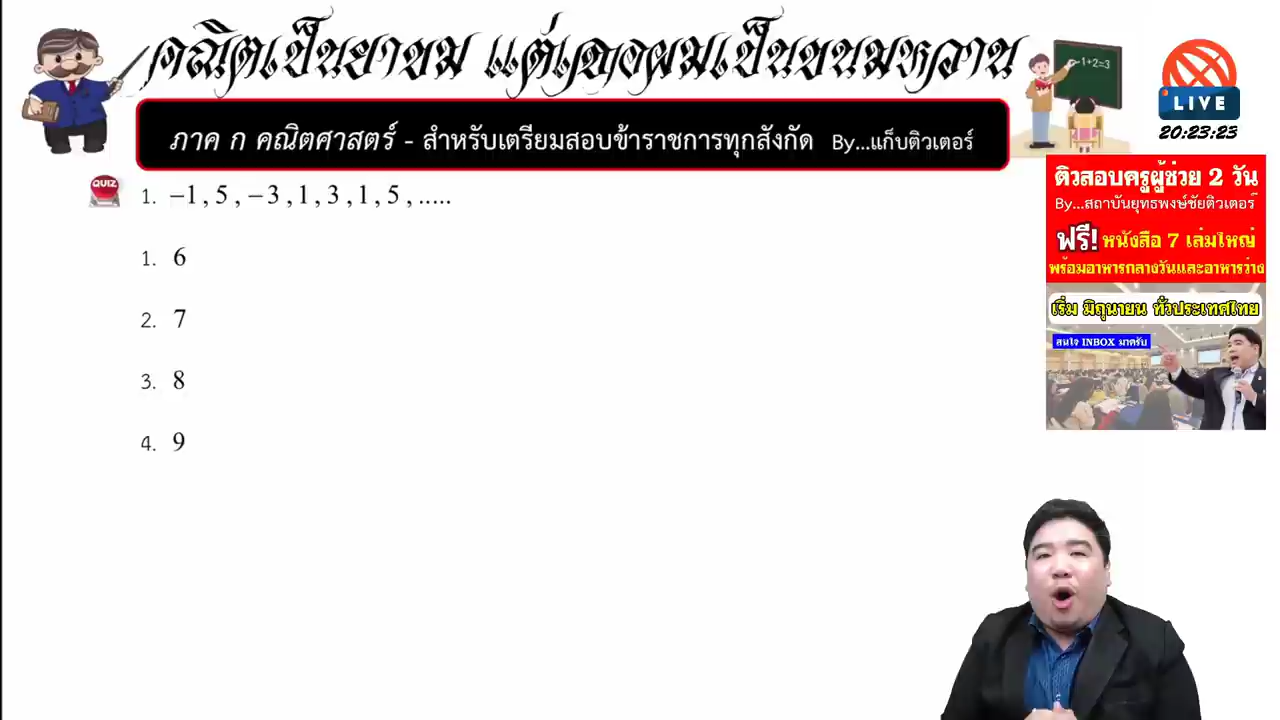 คณิตเป็นยาขม แต่เจอผมเป็นขนมหวาน
1+2=3
LIVE
20:23:23
ภาค ก คณิตศาสตร์ - สำหรับเตรียมสอบข้าราชการทุกสังกัด By...แก็บติวเตอร์
ติวสอบครูผู้ช่วย 2 วัน
By...สถาบันยุทธพงษ์ชัยติวเตอร์
ฟรี! หนังสือ 7 เล่มใหญ่
พร้อมอาหารกลางวันและอาหารว่าง
เริ่ม มิถุนายน ทั่วประเทศไทย
สนใจ INBOX มาครับ
QUIZ
1. −1 , 5 , −3 , 1 , 3 , 1 , 5 , .....
1. 6
2. 7
3. 8
4. 9